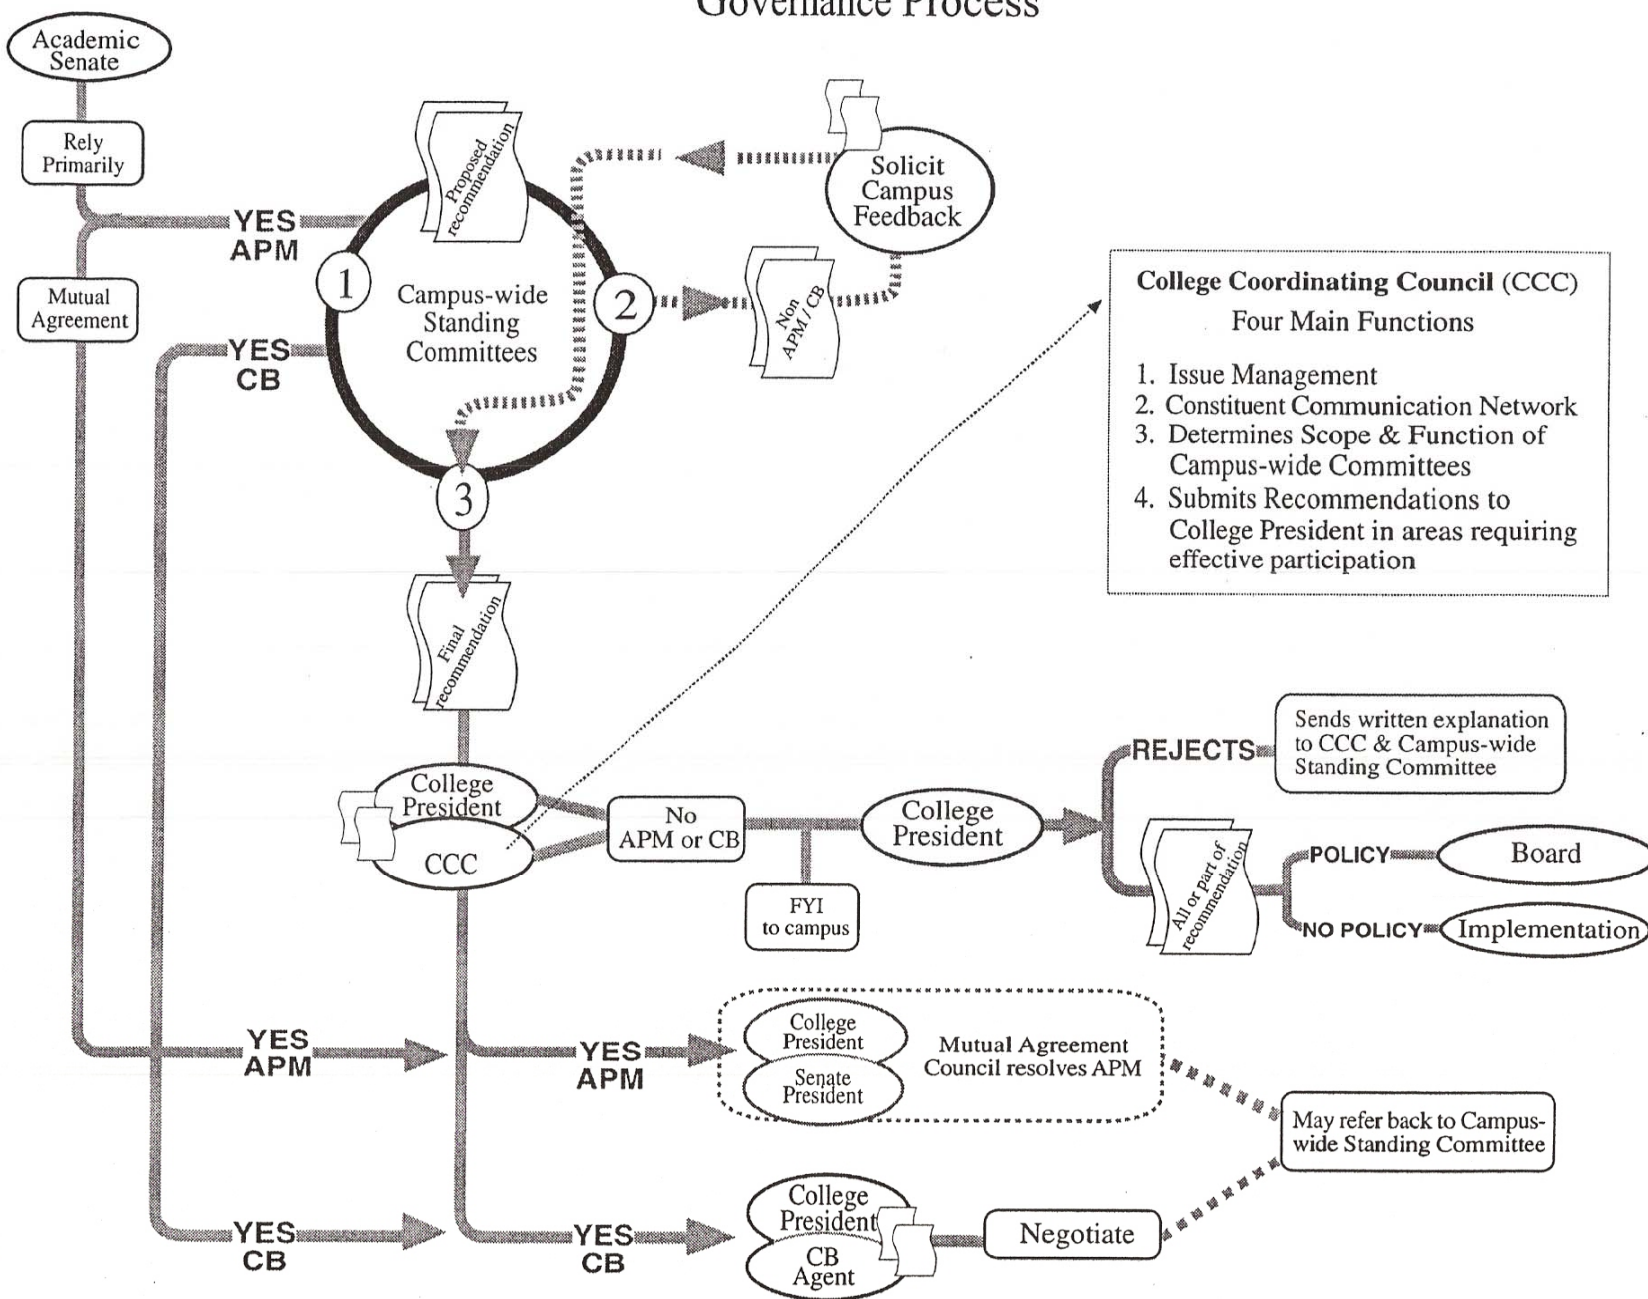 Governance Process
Academic
Senate
Rely
Primarily
Mutual
Agreement
YES
APM
YES
CB
1
Proposed
recommendation
Campus-wide
Standing
Committees
2
3
Non
APM / CB
Solicit
Campus
Feedback
College Coordinating Council (CCC)
Four Main Functions
1. Issue Management
2. Constituent Communication Network
3. Determines Scope & Function of
Campus-wide Committees
4. Submits Recommendations to
College President in areas requiring
effective participation
Final
recommendation
College
President
CCC
No
APM or CB
FYI
to campus
College
President
REJECTS
Sends written explanation
to CCC & Campus-wide
Standing Committee
All or part of
recommendation
POLICY
Board
NO POLICY
Implementation
YES
APM
YES
APM
College
President
Senate
President
Mutual Agreement
Council resolves APM
May refer back to Campus-
wide Standing Committee
YES
CB
YES
CB
College
President
CB
Agent
Negotiate